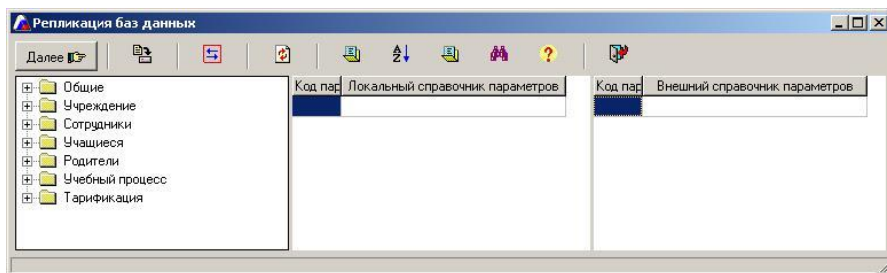 Репликация баз данных
Далее
Код пар Локальный справочник параметров Код пар Внешний справочник параметров
Общие
Учреждение
Сотрудники
Учащиеся
Родители
Учебный процесс
Тарификация